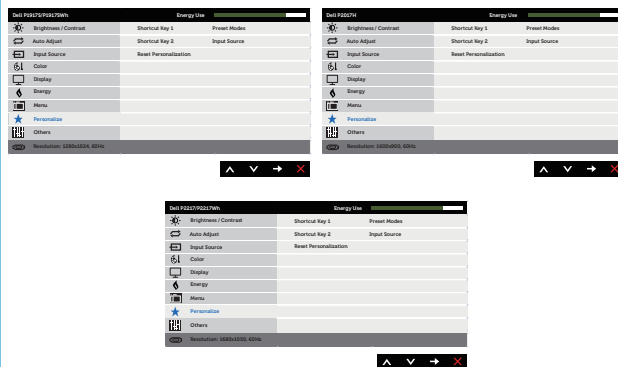 Dell P1917S/P1917SWh Energy Use
Brightness / Contrast Shortcut Key 1 Preset Modes
Auto Adjust Shortcut Key 2 Input Source
Input Source Reset Personalization
Color
Display
Energy
Menu
Personalize
Others
Resolution: 1280x1024, 60Hz
Dell P2017H Energy Use
Brightness / Contrast Shortcut Key 1 Preset Modes
Auto Adjust Shortcut Key 2 Input Source
Input Source Reset Personalization
Color
Display
Energy
Menu
Personalize
Others
Resolution: 1600x900, 60Hz
Dell P2217/P2217Wh Energy Use
Brightness / Contrast Shortcut Key 1 Preset Modes
Auto Adjust Shortcut Key 2 Input Source
Input Source Reset Personalization
Color
Display
Energy
Menu
Personalize
Others
Resolution: 1680x1050, 60Hz